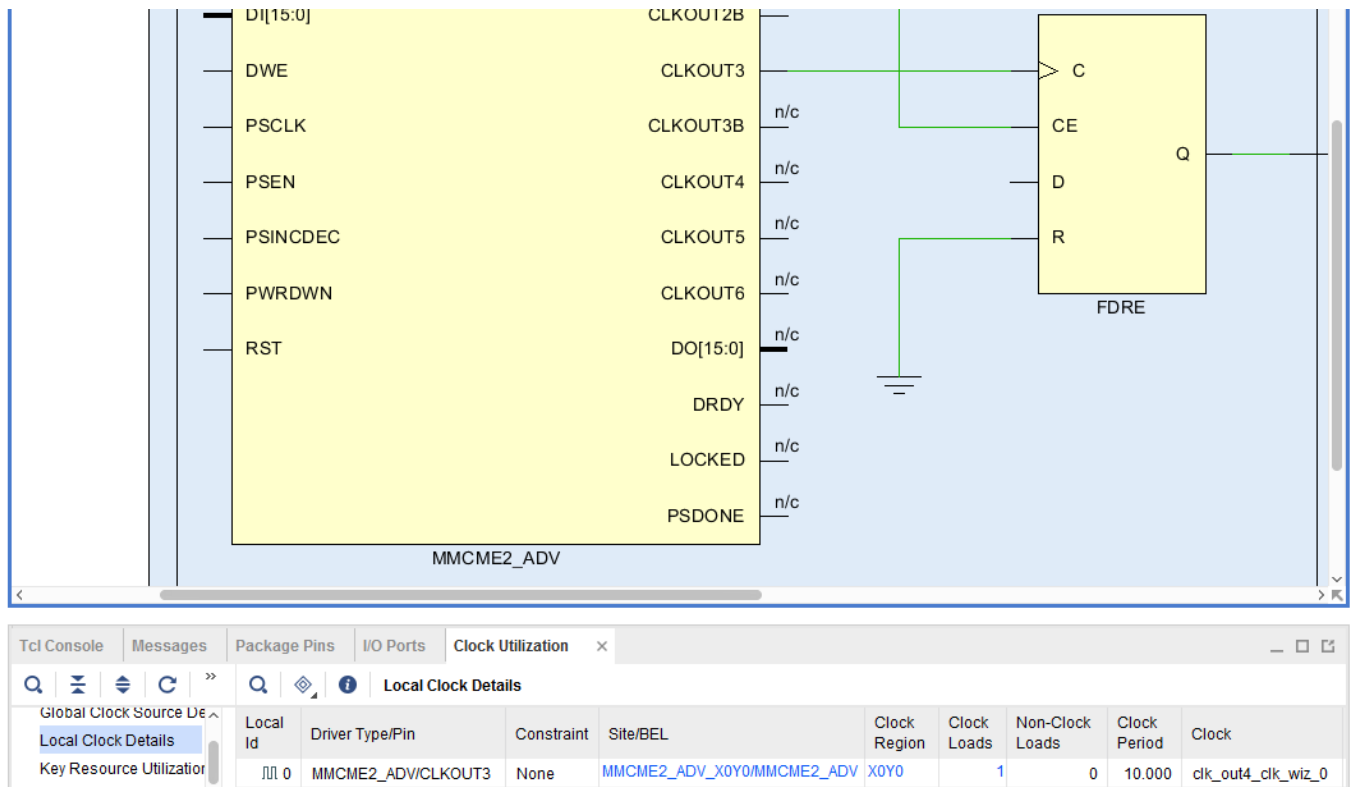 DI[15:0] CLKOUT2B
DWE CLKOUT3 C
n/c
PSCLK CLKOUT3B CE
n/c
Q
PSEN CLKOUT4 D
n/c
PSINCDEC CLKOUT5 R
n/c
PWRDWN CLKOUT6
FDRE
n/c
RST DO[15:0]
n/c
DRDY
n/c
LOCKED
n/c
PSDONE
MMCME2_ADV
Tcl Console Messages Package Pins I/O Ports Clock Utilization ×
Local Clock Details
Global Clock Source De
Local Clock Details
Key Resource Utilization
Local Id Driver Type/Pin Constraint Site/BEL Clock Region Clock Loads Non-Clock Loads Clock Period Clock
0 MMCME2_ADV/CLKOUT3 None MMCME2_ADV_X0Y0/MMCME2_ADV X0Y0 1 0 10.000 clk_out4_clk_wiz_0